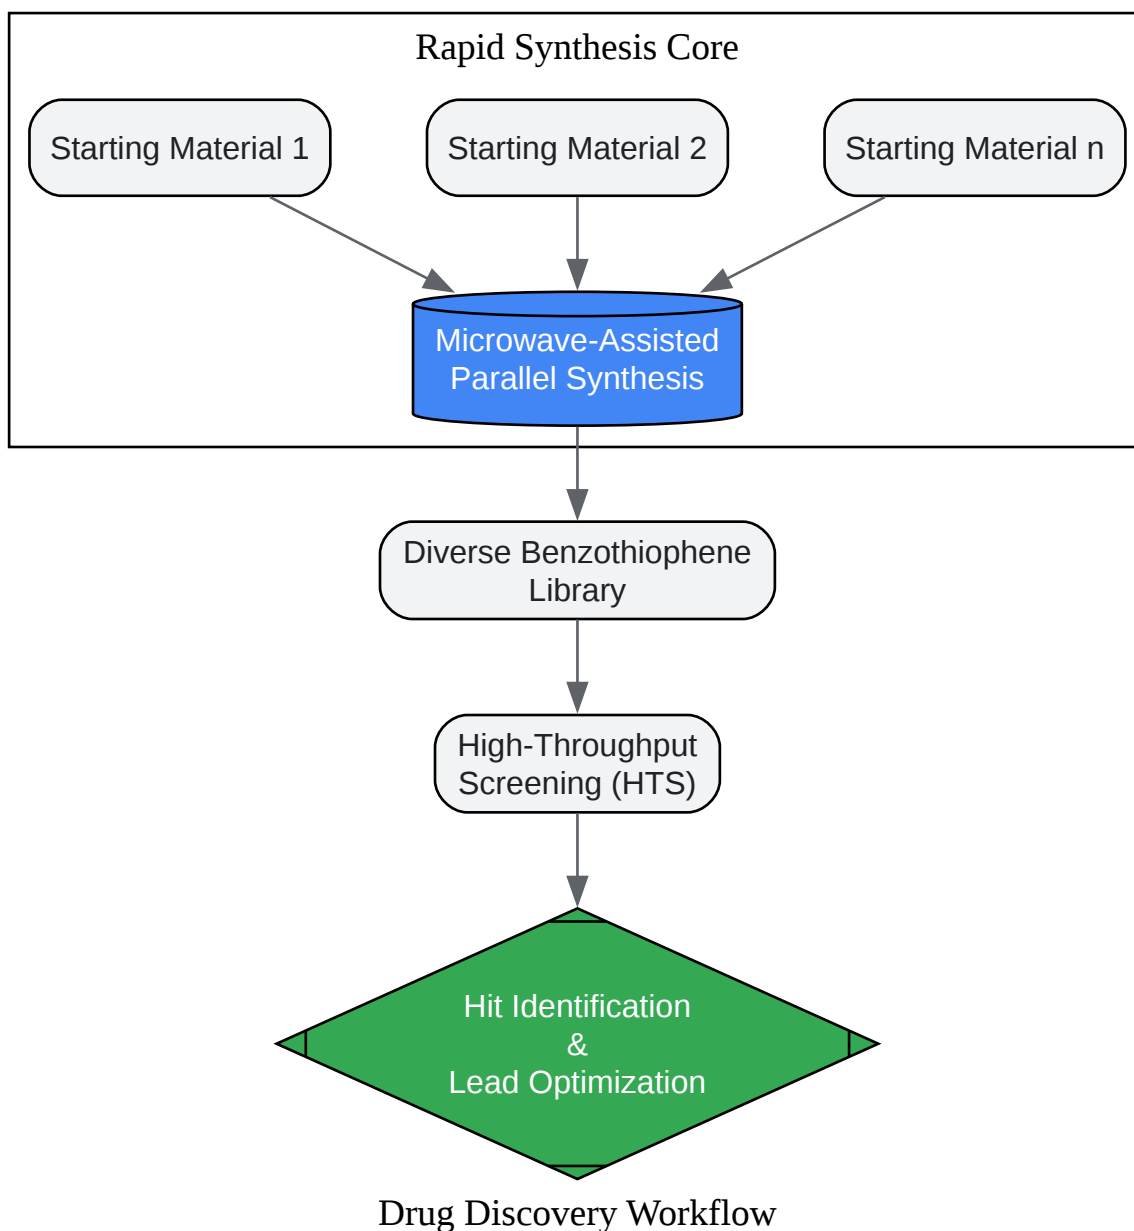 Rapid Synthesis Core
Starting Material 1
Starting Material 2
Starting Material n
Microwave-Assisted
Parallel Synthesis
Diverse Benzothiophene
Library
High-Throughput
Screening (HTS)
Hit Identification
&
Lead Optimization
Drug Discovery Workflow